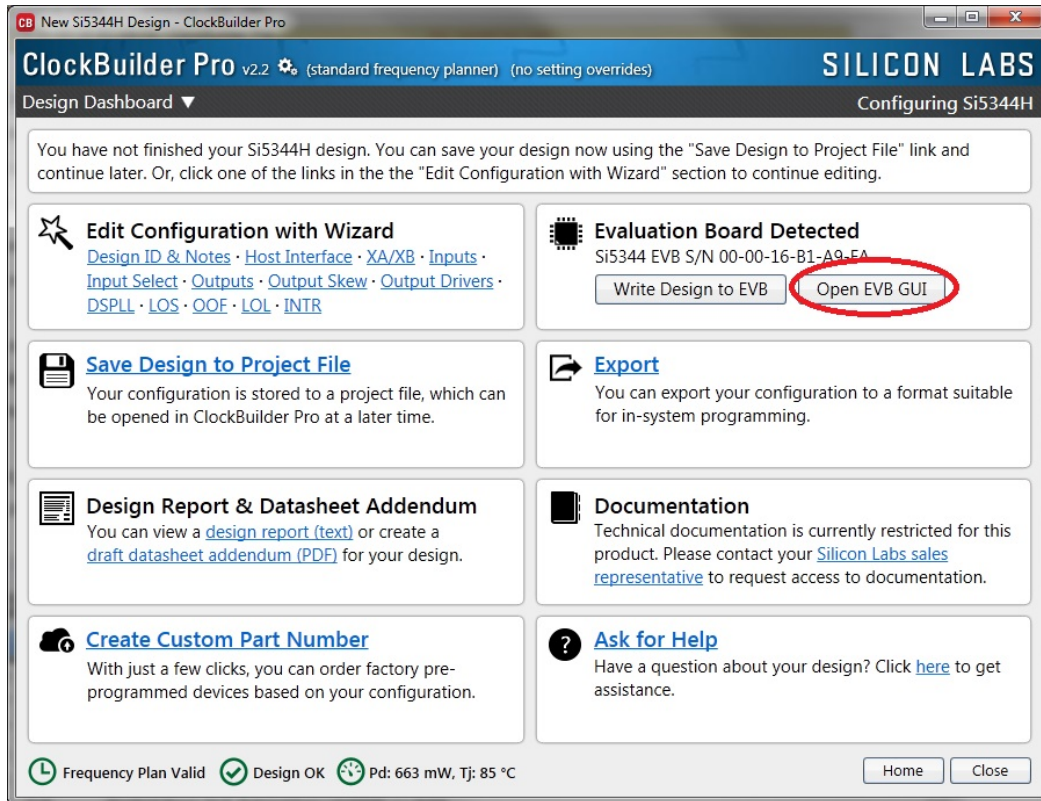 CB New Si5344H Design - ClockBuilder Pro
ClockBuilder Pro v2.2 (standard frequency planner) (no setting overrides) SILICON LABS
Design Dashboard ▼ Configuring Si5344H
You have not finished your Si5344H design. You can save your design now using the "Save Design to Project File" link and
continue later. Or, click one of the links in the the "Edit Configuration with Wizard" section to continue editing.
Edit Configuration with Wizard
Design ID & Notes · Host Interface · XA/XB · Inputs ·
Input Select · Outputs · Output Skew · Output Drivers ·
DSPLL · LOS · OOF · LOL · INTR
Evaluation Board Detected
Si5344 EVB S/N 00-00-16-B1-A9-FA
Write Design to EVB Open EVB GUI
Save Design to Project File
Your configuration is stored to a project file, which can
be opened in ClockBuilder Pro at a later time.
Export
You can export your configuration to a format suitable
for in-system programming.
Design Report & Datasheet Addendum
You can view a design report (text) or create a
draft datasheet addendum (PDF) for your design.
Documentation
Technical documentation is currently restricted for this
product. Please contact your Silicon Labs sales
representative to request access to documentation.
Create Custom Part Number
With just a few clicks, you can order factory pre-
programmed devices based on your configuration.
Ask for Help
Have a question about your design? Click here to get
assistance.
Frequency Plan Valid Design OK Pd: 663 mW, Tj: 85 °C Home Close